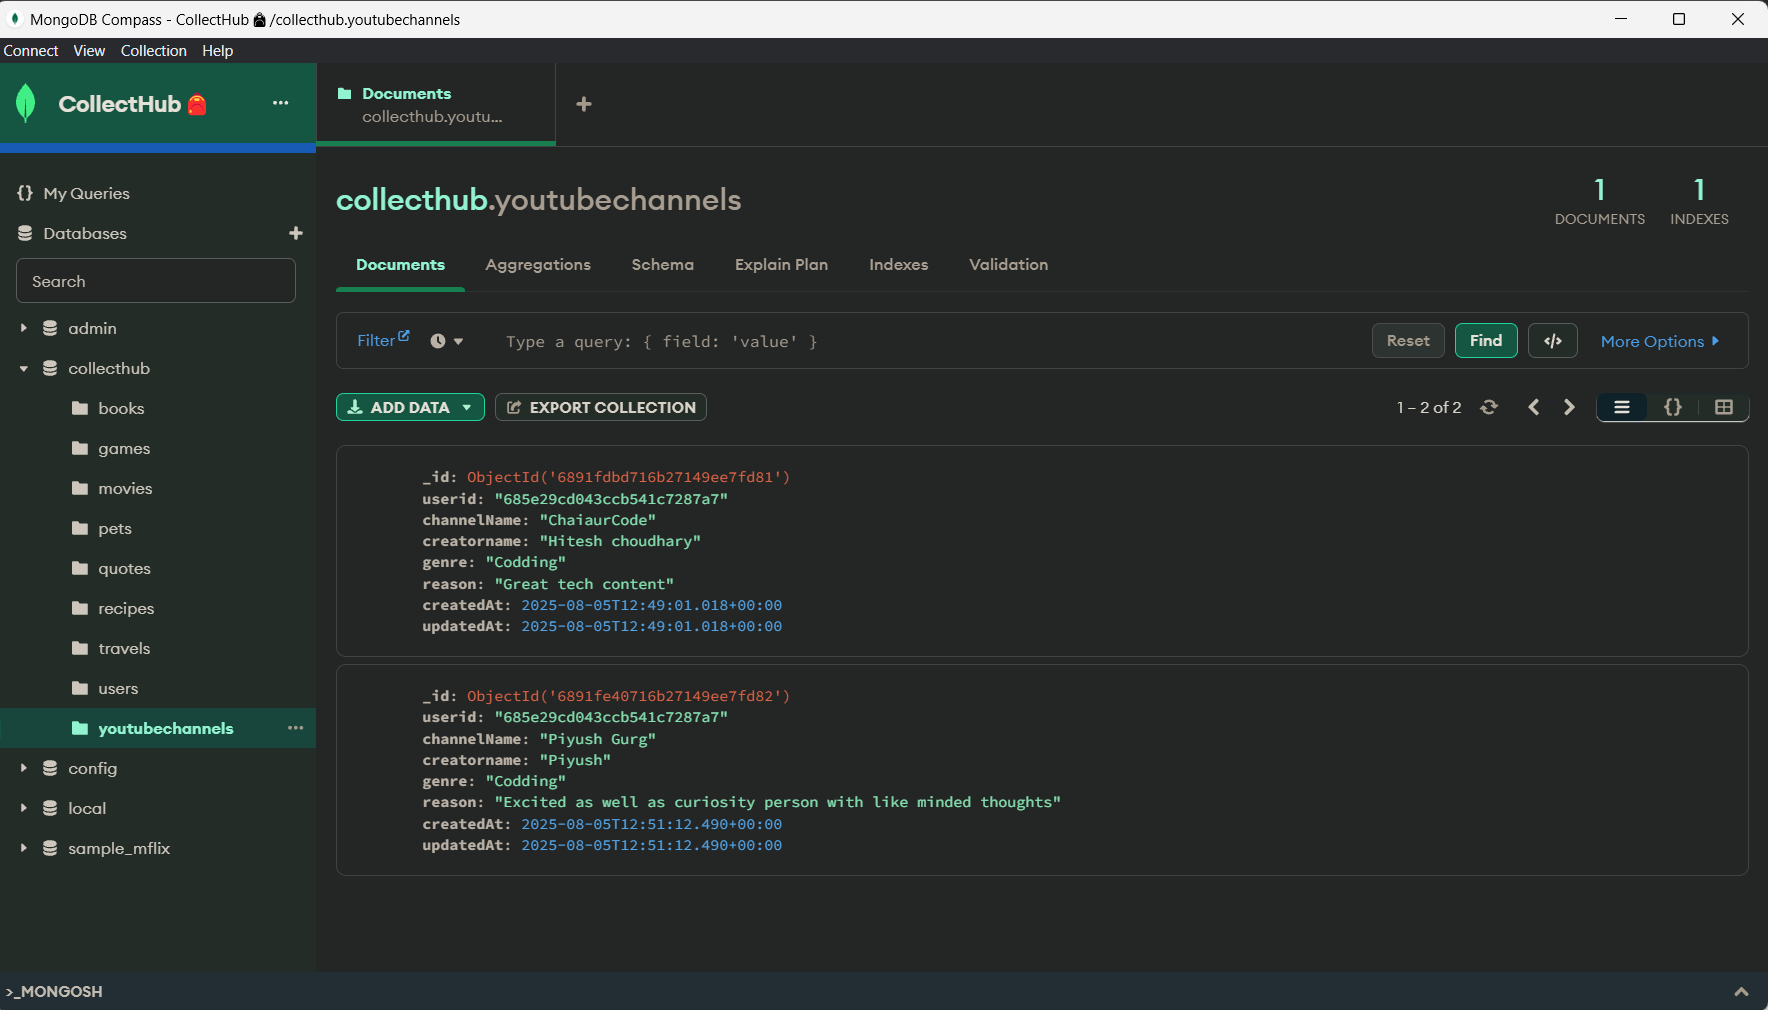 MongoDB Compass - CollectHub /collecthub.youtubechannels
Connect View Collection Help
CollectHub
Documents
collecthub.youtu...
My Queries
Databases
Search
admin
collecthub
books
games
movies
pets
quotes
recipes
travels
users
youtubechannels
config
local
sample_mflix
collecthub.youtubechannels
1 DOCUMENTS
1 INDEXES
Documents Aggregations Schema Explain Plan Indexes Validation
Filter Type a query: { field: 'value' } Reset Find </> More Options
ADD DATA EXPORT COLLECTION 1 – 2 of 2 {}
_id: ObjectId('6891fdbd716b27149ee7fd81')
userid: "685e29cd043ccb541c7287a7"
channelName: "ChaiaurCode"
creatorname: "Hitesh choudhary"
genre: "Codding"
reason: "Great tech content"
createdAt: 2025-08-05T12:49:01.018+00:00
updatedAt: 2025-08-05T12:49:01.018+00:00
_id: ObjectId('6891fe40716b27149ee7fd82')
userid: "685e29cd043ccb541c7287a7"
channelName: "Piyush Gurg"
creatorname: "Piyush"
genre: "Codding"
reason: "Excited as well as curiosity person with like minded thoughts"
createdAt: 2025-08-05T12:51:12.490+00:00
updatedAt: 2025-08-05T12:51:12.490+00:00
>_MONGOSH